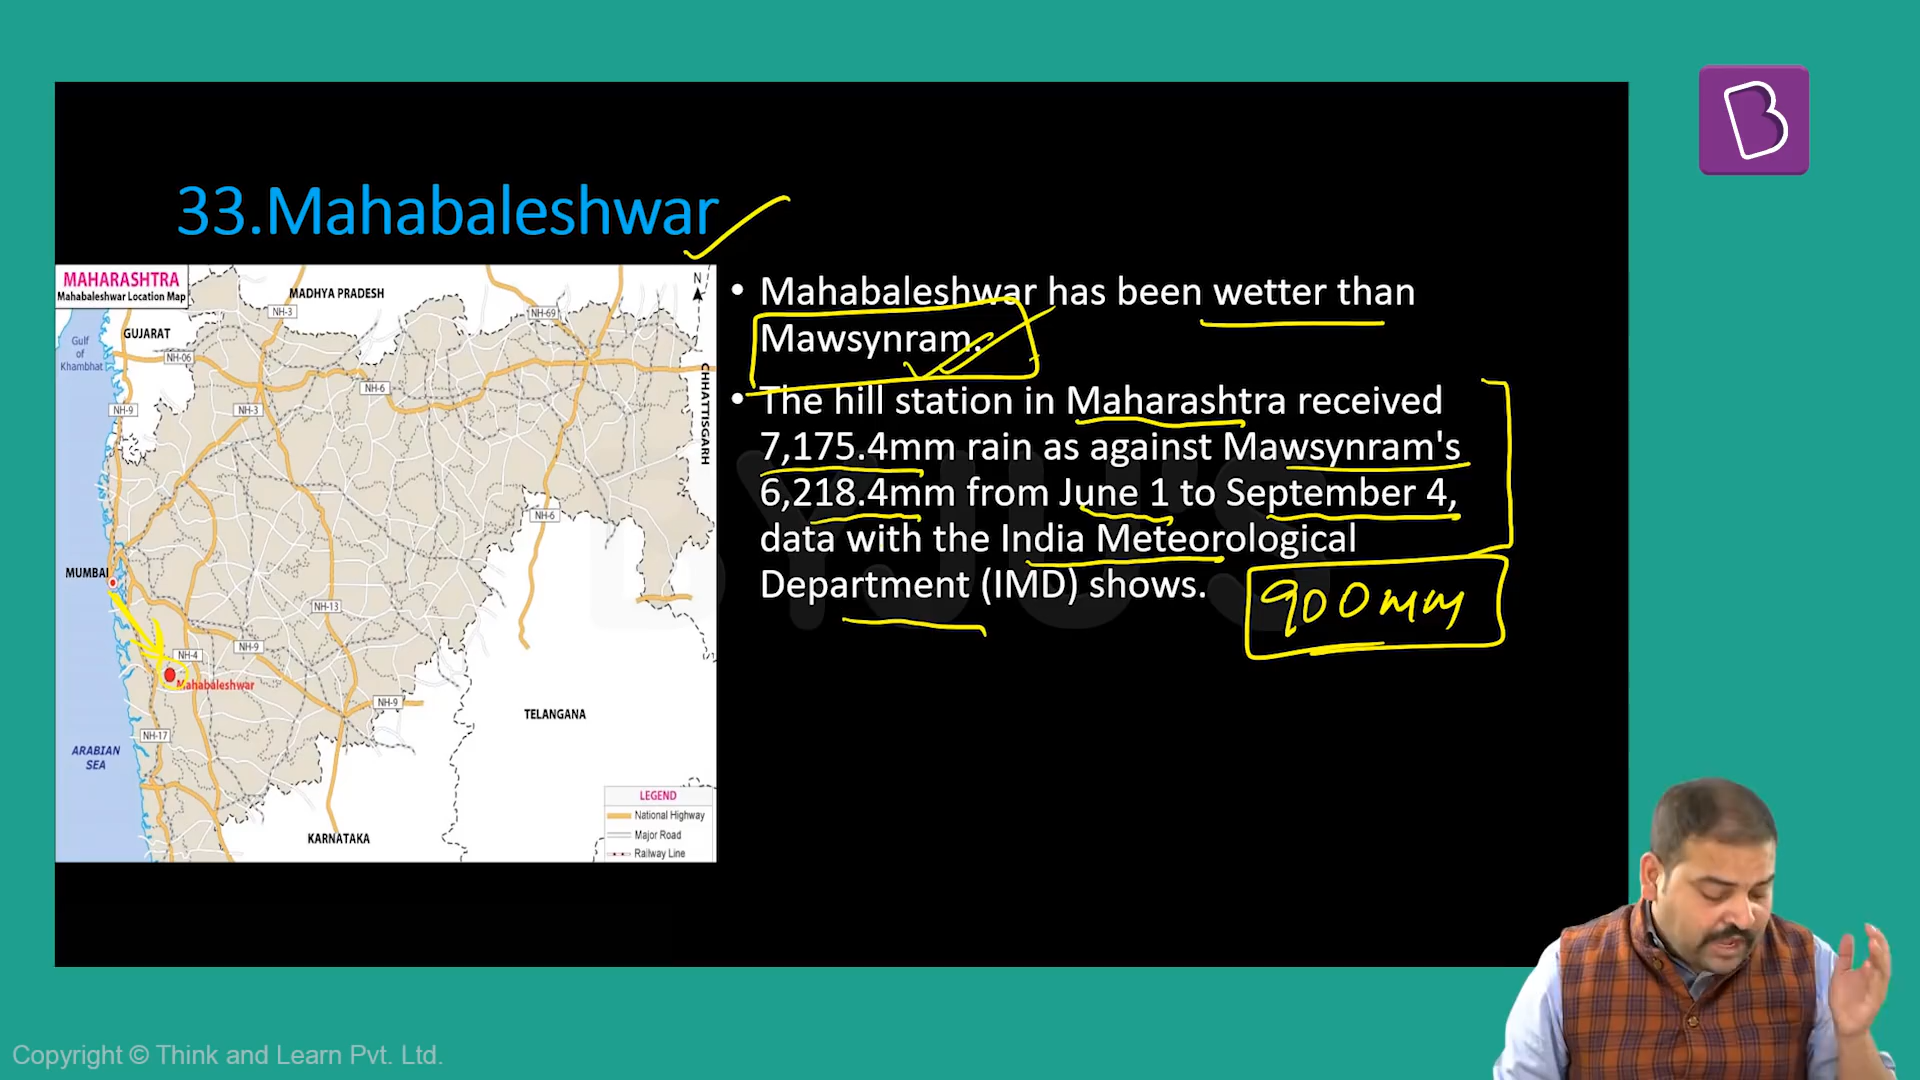 33.Mahabaleshwar
MAHARASHTRA
Mahabaleshwar Location Map
MADHYA PRADESH
N
NH-3
NH-69
GUJARAT
Gulf
of
Khambhat
NH-06
NH-6
CHHATTISGARH
NH-9
NH-3
NH-6
MUMBAI
NH-13
NH-9
NH-4
Mahabaleshwar
NH-9
TELANGANA
NH-17
ARABIAN
SEA
KARNATAKA
LEGEND
National Highway
Major Road
Railway Line
• Mahabaleshwar has been wetter than
Mawsynram.
• The hill station in Maharashtra received
7,175.4mm rain as against Mawsynram's
6,218.4mm from June 1 to September 4,
data with the India Meteorological
Department (IMD) shows.
900mm
BYJU'S
B
Copyright © Think and Learn Pvt. Ltd.